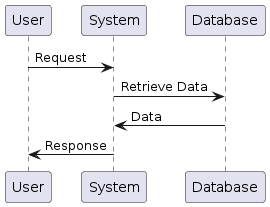 User System Database
Request
Retrieve Data
Data
Response
User System Database